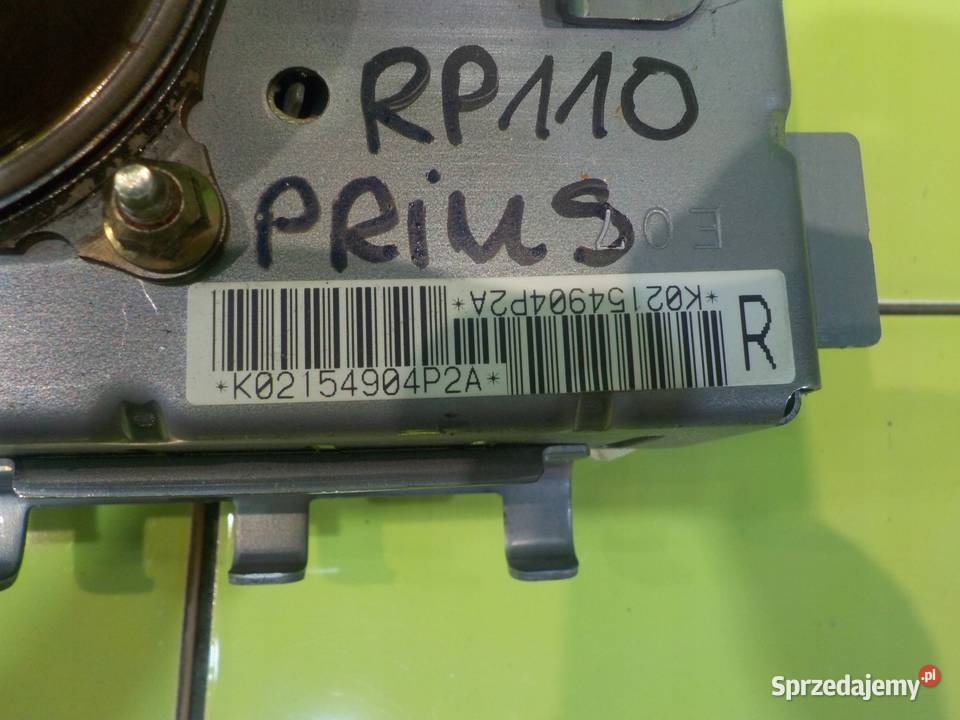 RP110
PRiUS
E07
*K02154904P2A*
*K02154904P2A*
R
Sprzedajemy.pl